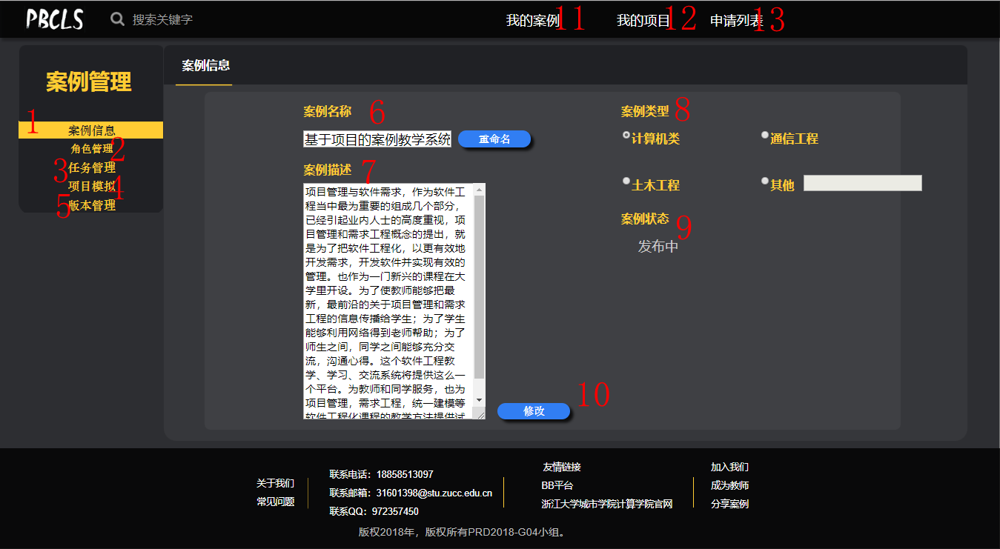 PBCLS
搜索关键字
我的案例 11
我的项目 12
申请列表 13
案例管理
1
案例信息
角色管理 2
3 任务管理
项目模拟 4
5 版本管理
案例信息
案例名称 6
基于项目的案例教学系统
重命名
案例描述 7
项目管理与软件需求，作为软件工
程当中最为重要的组成几个部分，
已经引起业内人士的高度重视，项
目管理和需求工程概念的提出，就
是为了把软件工程化，以更有效地
开发需求，开发软件并实现有效的
管理。也作为一门新兴的课程在大
学里开设。为了使教师能够把最
新，最前沿的关于项目管理和需求
工程的信息传播给学生；为了学生
能够利用网络得到老师帮助；为了
师生之间，同学之间能够充分交
流，沟通心得。这个软件工程教
学、学习、交流系统将提供这么一
个平台。为教师和同学服务，也为
项目管理，需求工程，统一建模等
软件工程化课程的教学方法提供试
修改 10
案例类型 8
计算机类
通信工程
土木工程
其他
案例状态 9
发布中
关于我们
常见问题
联系电话：18858513097
联系邮箱：31601398@stu.zucc.edu.cn
联系QQ：972357450
友情链接
BB平台
浙江大学城市学院计算学院官网
加入我们
成为教师
分享案例
版权2018年，版权所有PRD2018-G04小组。